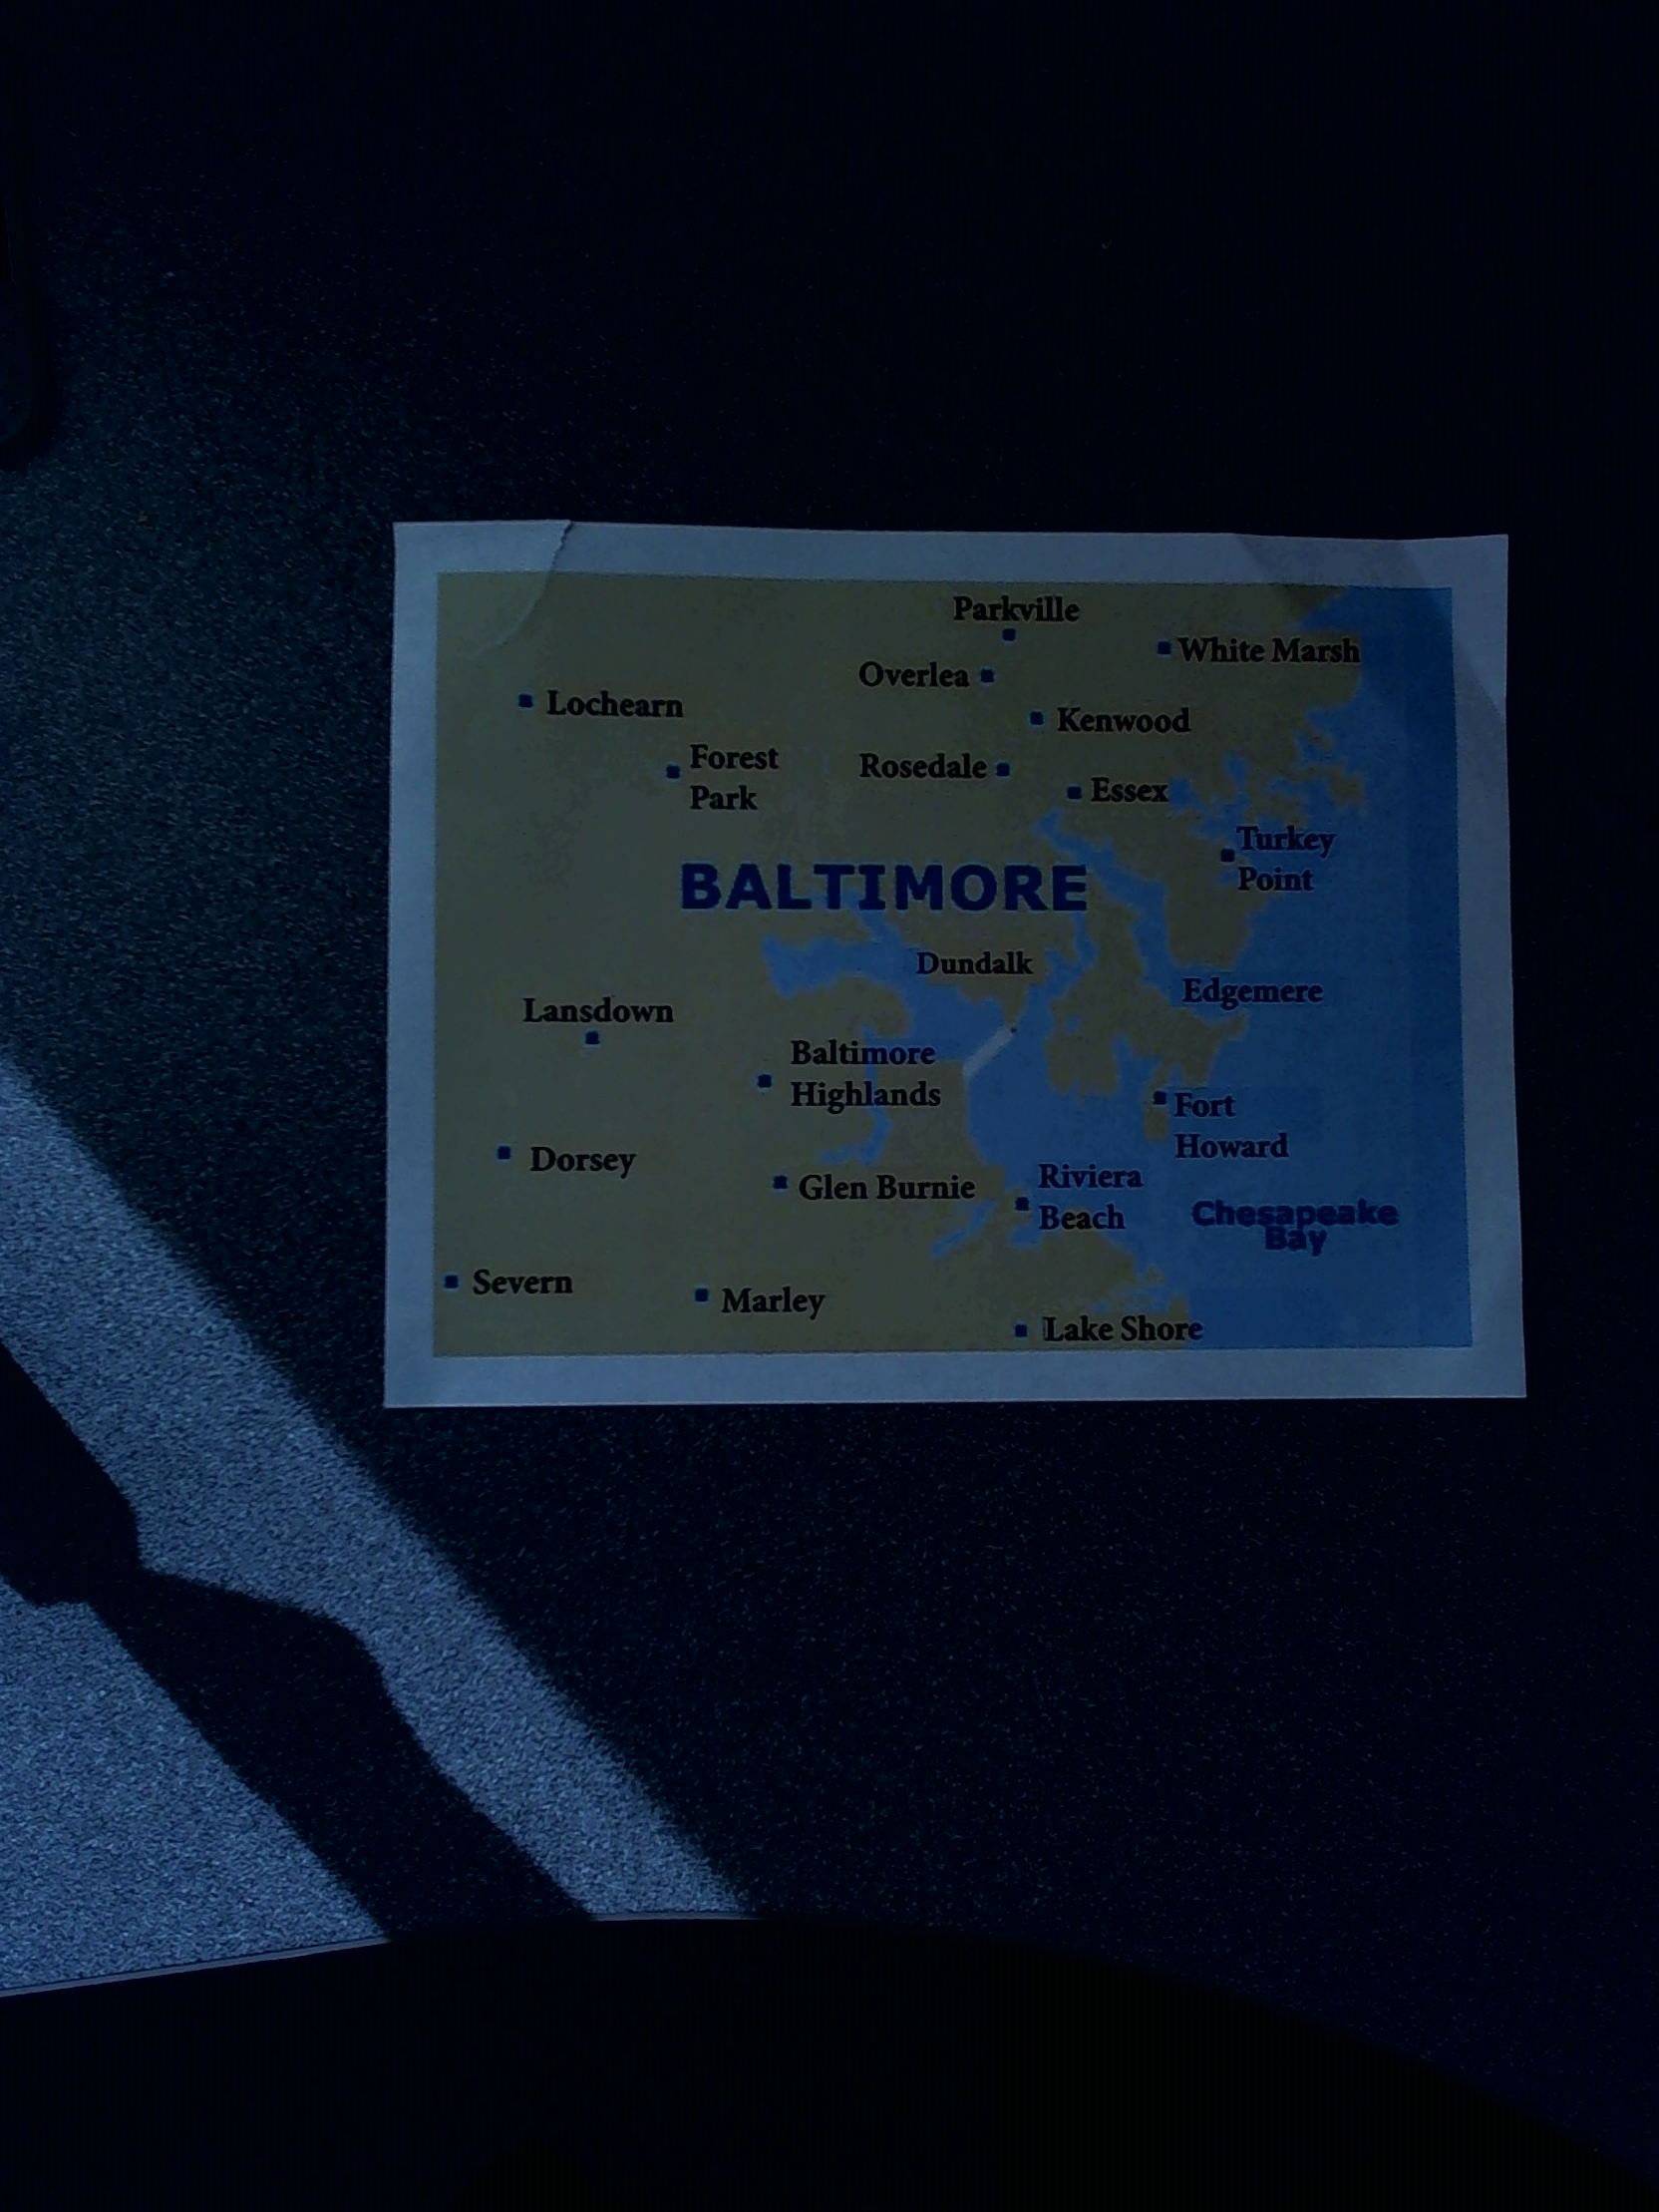 Parkville
White Marsh
Overlea
Lochearn
Kenwood
Forest
Park
Rosedale
Essex
Turkey
Point
BALTIMORE
Dundalk
Edgemere
Lansdown
Baltimore
Highlands
Fort
Howard
Dorsey
Glen Burnie
Riviera
Beach
Chesapeake
Bay
Severn
Marley
Lake Shore